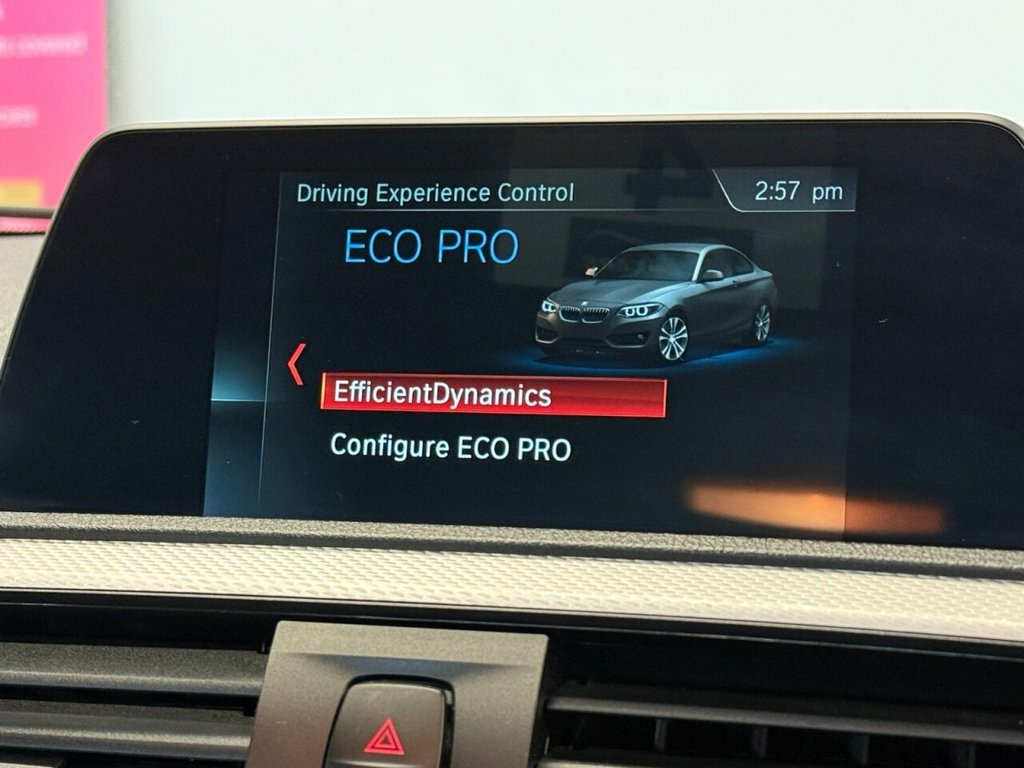 Driving Experience Control
2:57 pm
ECO PRO
EfficientDynamics
Configure ECO PRO